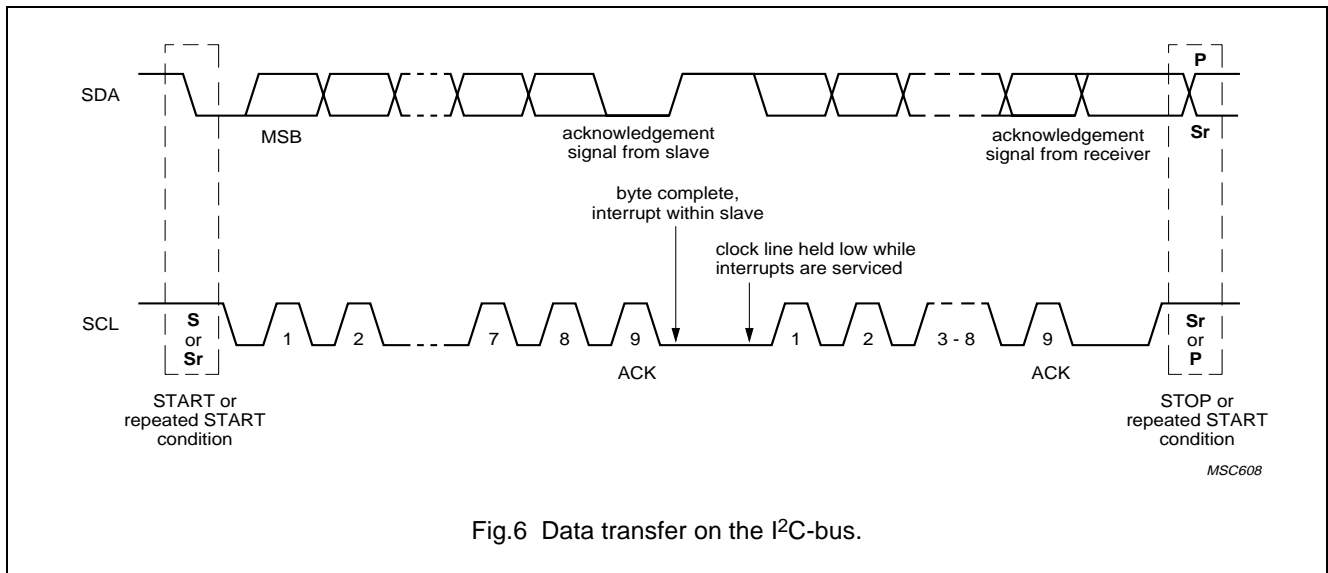 P
SDA
MSB
acknowledgement
signal from slave
acknowledgement
signal from receiver
Sr
byte complete,
interrupt within slave
clock line held low while
interrupts are serviced
SCL
S
or
Sr
1
2
7
8
9
1
2
3 - 8
9
Sr
or
P
ACK
ACK
START or
repeated START
condition
STOP or
repeated START
condition
MSC608
Fig.6 Data transfer on the I²C-bus.